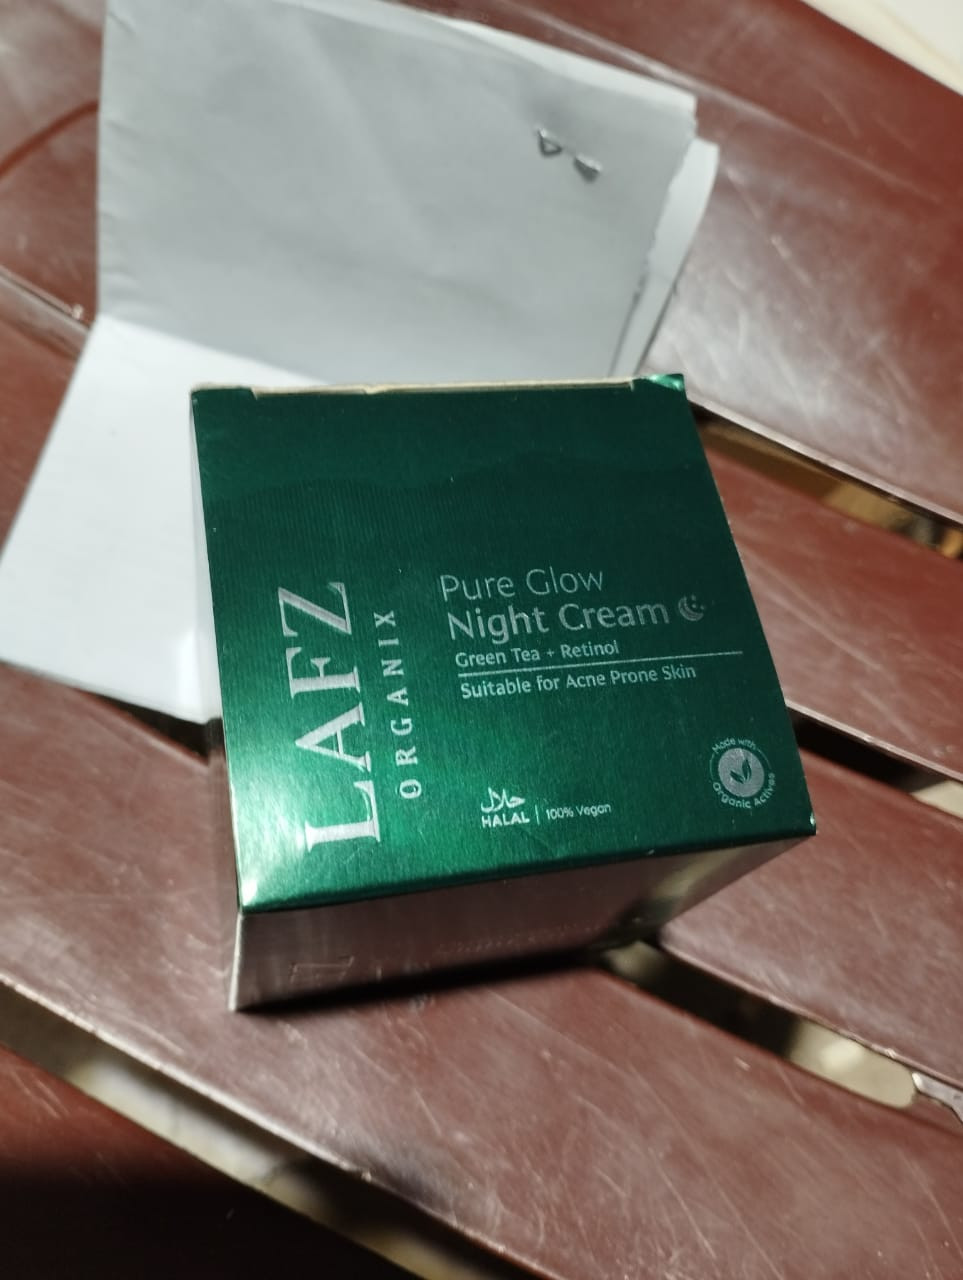 LAFZ
ORGANIX
Pure Glow
Night Cream
Green Tea + Retinol
Suitable for Acne Prone Skin
حلال
HALAL | 100% Vegan
Made with
Organic Actives